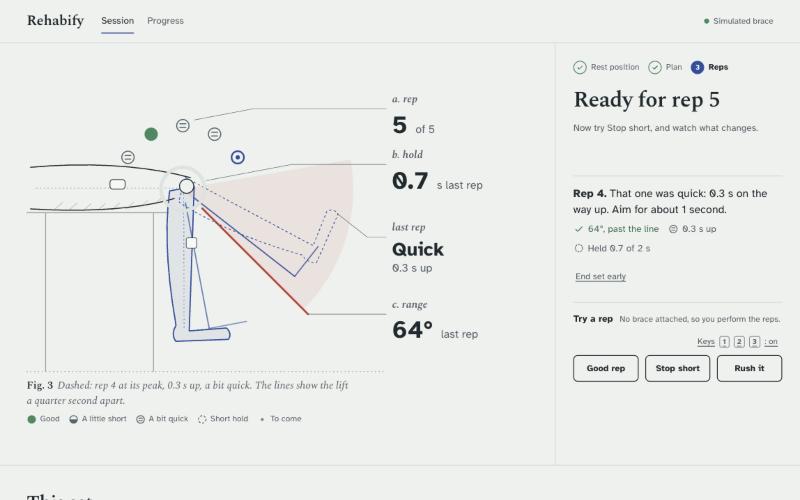 Rehabify
Session
Progress
Simulated brace
a. rep
5 of 5
b. hold
0.7 s last rep
last rep
Quick
0.3 s up
c. range
64° last rep
Fig. 3 Dashed: rep 4 at its peak, 0.3 s up, a bit quick. The lines show the lift
a quarter second apart.
Good
A little short
A bit quick
Short hold
To come
Rest position
Plan
3 Reps
Ready for rep 5
Now try Stop short, and watch what changes.
Rep 4. That was quick: 0.3 s on the
way up. Aim for about 1 second.
64°, past the line
0.3 s up
Held 0.7 of 2 s
End set early
Try a rep No brace attached, so you perform the reps.
Keys 1 2 3 : on
Good rep
Stop short
Rush it